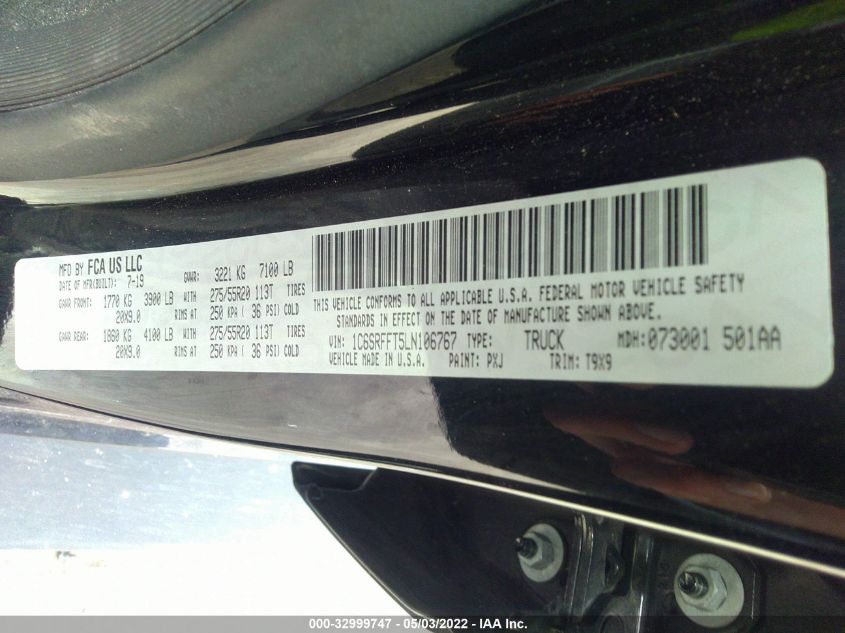 MFD BY FCA US LLC
DATE OF MFR(BUILT): 7-19 GVWR: 3221 KG 7100 LB
GAWR FRONT: 1770 KG 3900 LB WITH 275/55R20 113T TIRES
20X9.0 RIMS AT 250 KPA ( 36 PSI) COLD
GAWR REAR: 1860 KG 4100 LB WITH 275/55R20 113T TIRES
20X9.0 RIMS AT 250 KPA ( 36 PSI) COLD
THIS VEHICLE CONFORMS TO ALL APPLICABLE U.S.A. FEDERAL MOTOR VEHICLE SAFETY
STANDARDS IN EFFECT ON THE DATE OF MANUFACTURE SHOWN ABOVE.
VIN: 1C6SRFFT5LN106767 TYPE: TRUCK MDH:073001 501AA
VEHICLE MADE IN U.S.A. PAINT: PXJ TRIM: T9X9
000-32999747 - 05/03/2022 - IAA Inc.